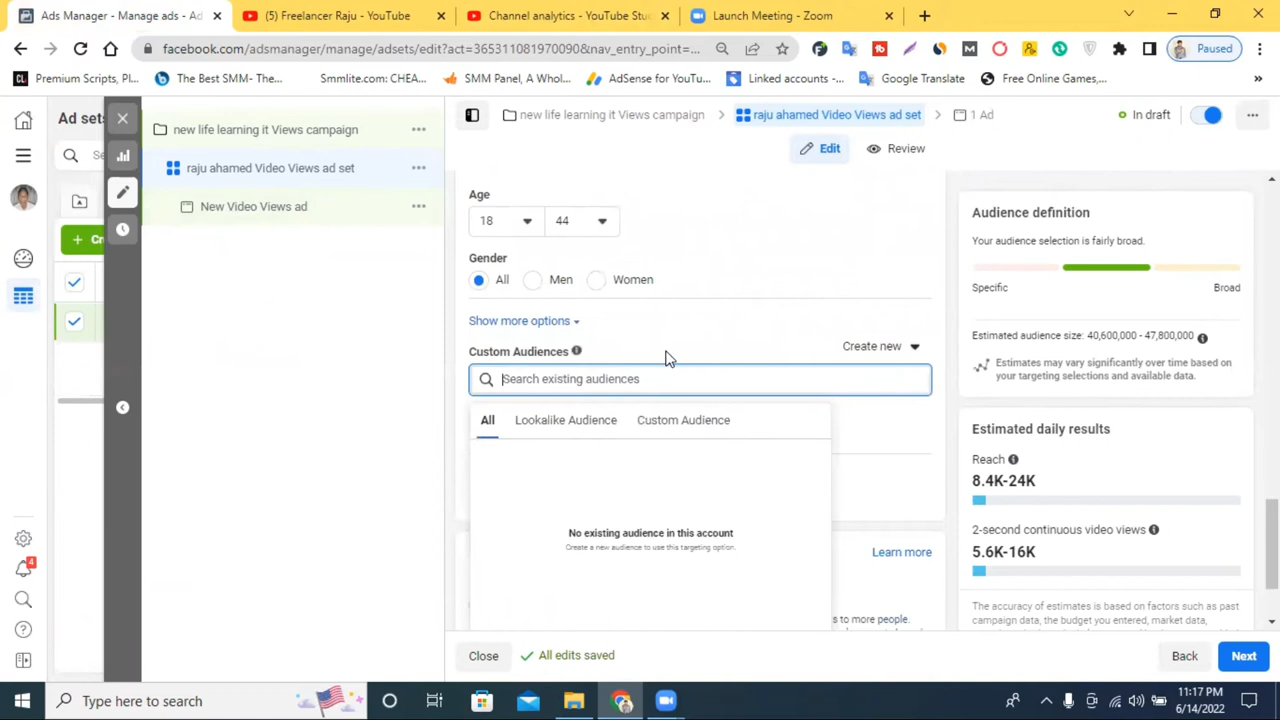 Ads Manager - Manage ads - Ad
(5) Freelancer Raju - YouTube
Channel analytics - YouTube Stu
Launch Meeting - Zoom
facebook.com/adsmanager/manage/adsets/edit?act=365311081970090&nav_entry_point=...
Paused
Premium Scripts, Pl...
The Best SMM- The...
Smmlite.com: CHEA...
SMM Panel, A Whol...
AdSense for YouTu...
Linked accounts -...
Google Translate
Free Online Games,...
Ad sets
new life learning it Views campaign
raju ahamed Video Views ad set
New Video Views ad
Cr
4
new life learning it Views campaign
raju ahamed Video Views ad set
1 Ad
In draft
Edit
Review
Age
18
44
Gender
All
Men
Women
Show more options
Custom Audiences
Create new
Search existing audiences
All
Lookalike Audience
Custom Audience
No existing audience in this account
Create a new audience to use this targeting option.
Learn more
s to more people.
Audience definition
Your audience selection is fairly broad.
Specific
Broad
Estimated audience size: 40,600,000 - 47,800,000
Estimates may vary significantly over time based on
your targeting selections and available data.
Estimated daily results
Reach
8.4K-24K
2-second continuous video views
5.6K-16K
The accuracy of estimates is based on factors such as past
campaign data, the budget you entered, market data,
Close
All edits saved
Back
Next
Type here to search
11:17 PM
6/14/2022